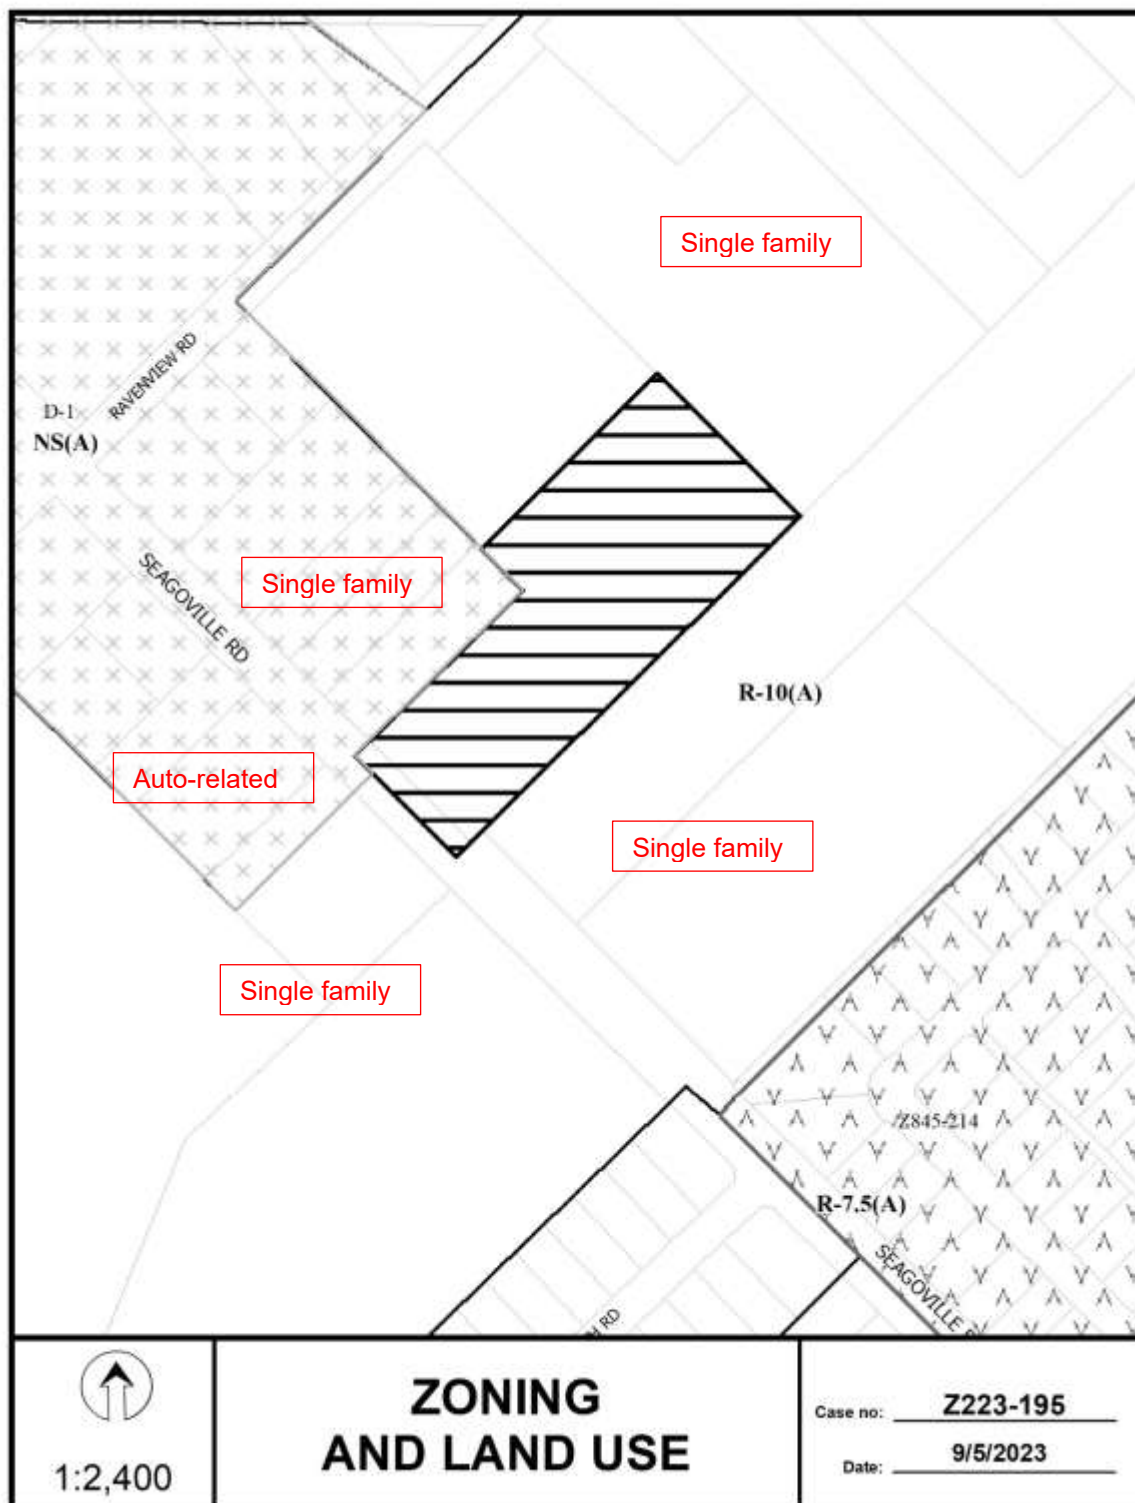 Single family
RAVENVIEW RD
D-1
NS(A)
SEAGOVILLE RD
Single family
R-10(A)
Auto-related
Single family
Single family
Z845-214
R-7.5(A)
SEAGOVILLE
H RD
1:2,400
ZONING
AND LAND USE
Case no: Z223-195
Date: 9/5/2023